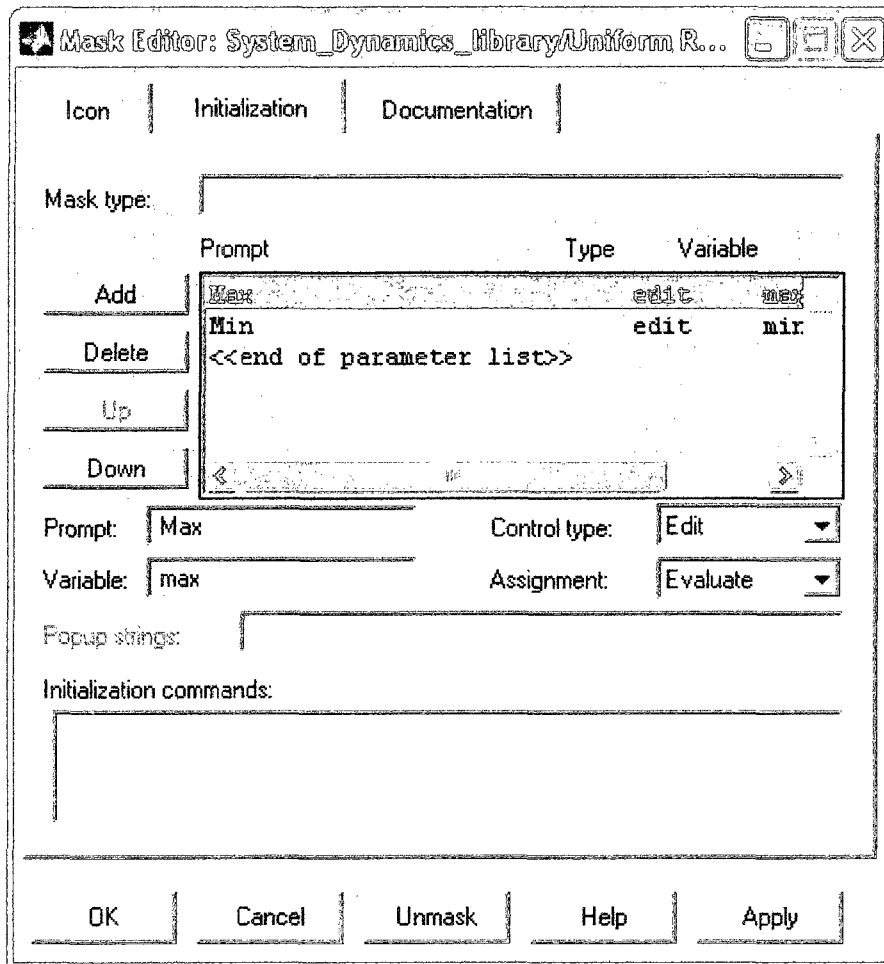 Mask Editor: System_Dynamics_library/Uniform R...
Icon Initialization Documentation
Mask type:
Prompt Type Variable
Add
Max edit max
Min edit min
Delete
<<end of parameter list>>
Up
Down
Prompt: Max Control type: Edit
Variable: max Assignment: Evaluate
Popup strings:
Initialization commands:
OK Cancel Unmask Help Apply